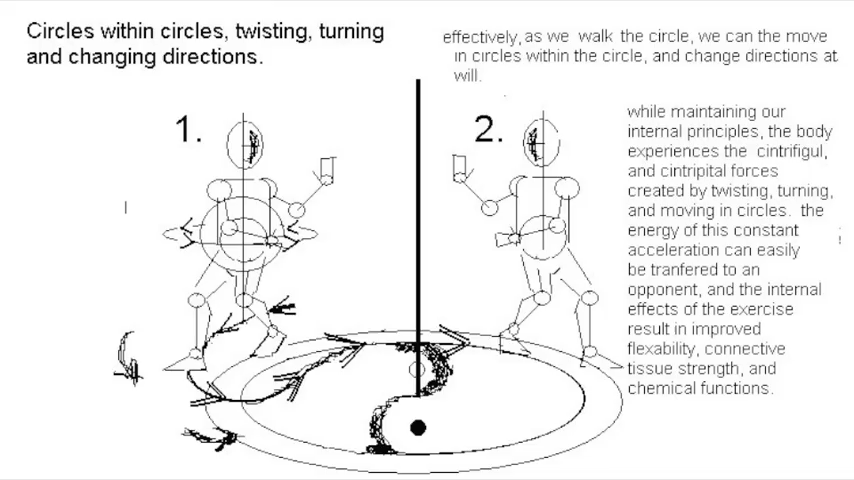 Circles within circles, twisting, turning
and changing directions.
effectively, as we walk the circle, we can the move
in circles within the circle, and change directions at
will.
1.
2.
while maintaining our
internal principles, the body
experiences the cintrifigul,
and cintripital forces
created by twisting, turning,
and moving in circles. the
energy of this constant
acceleration can easily
be tranfered to an
opponent, and the internal
effects of the exercise
result in improved
flexability, connective
tissue strength, and
chemical functions.